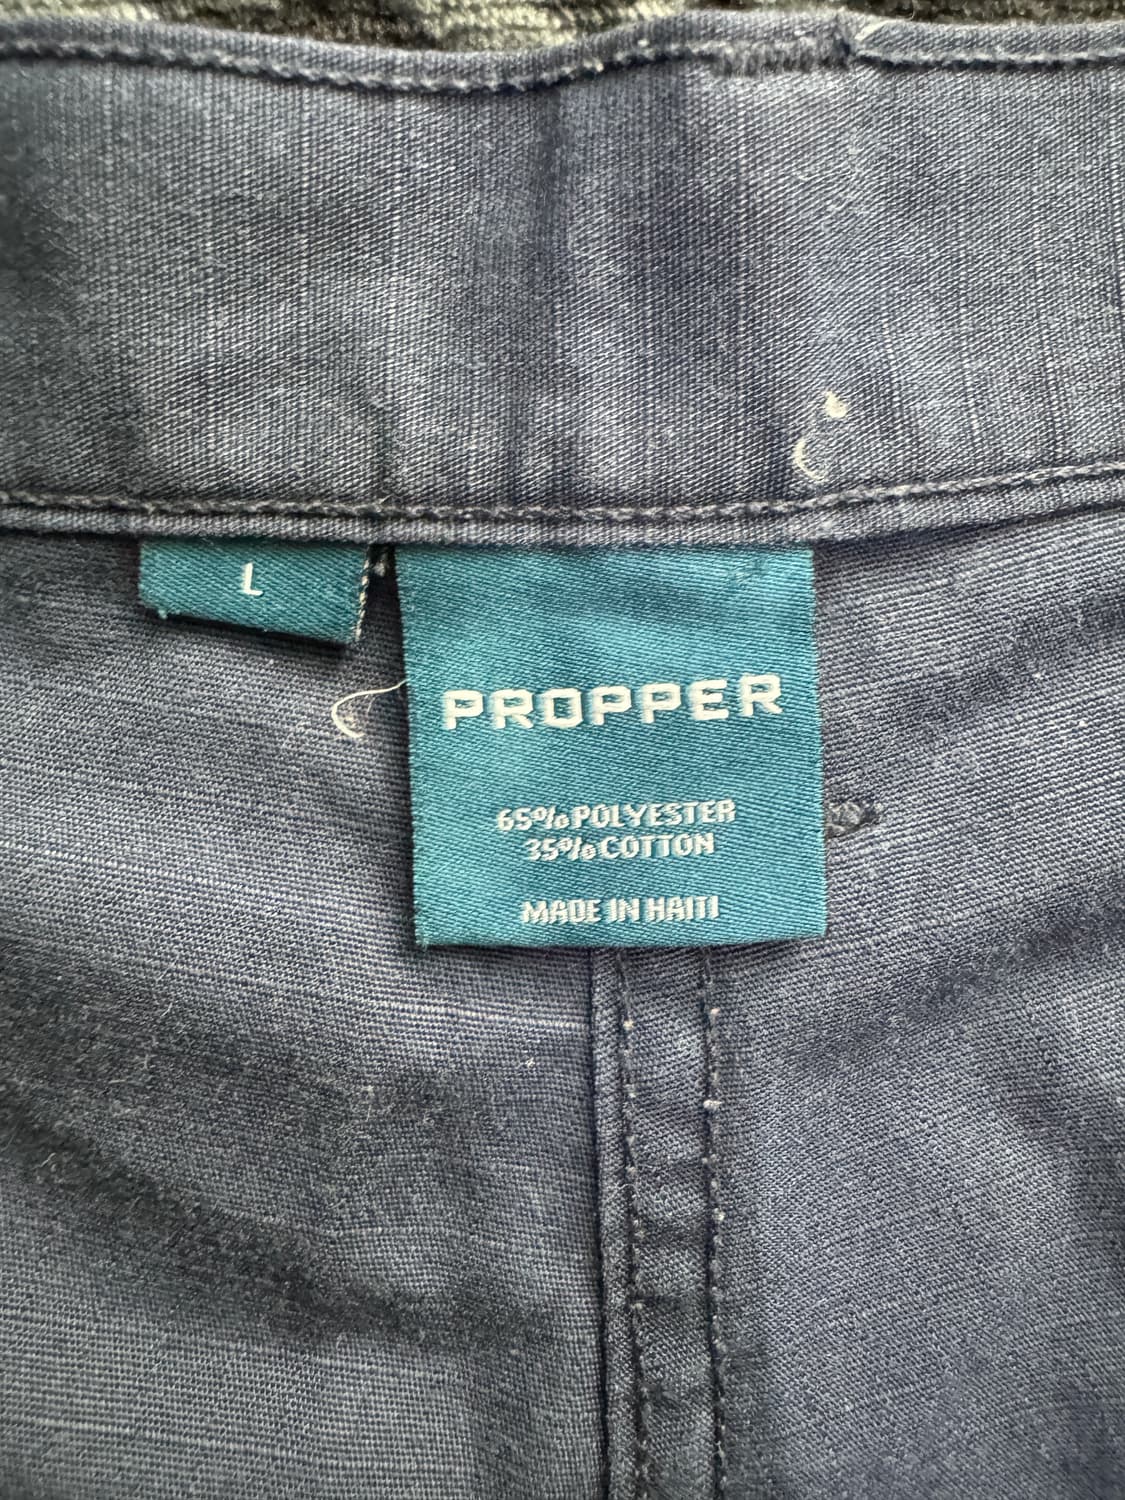 L
PROPPER
65% POLYESTER
35% COTTON
MADE IN HAITI